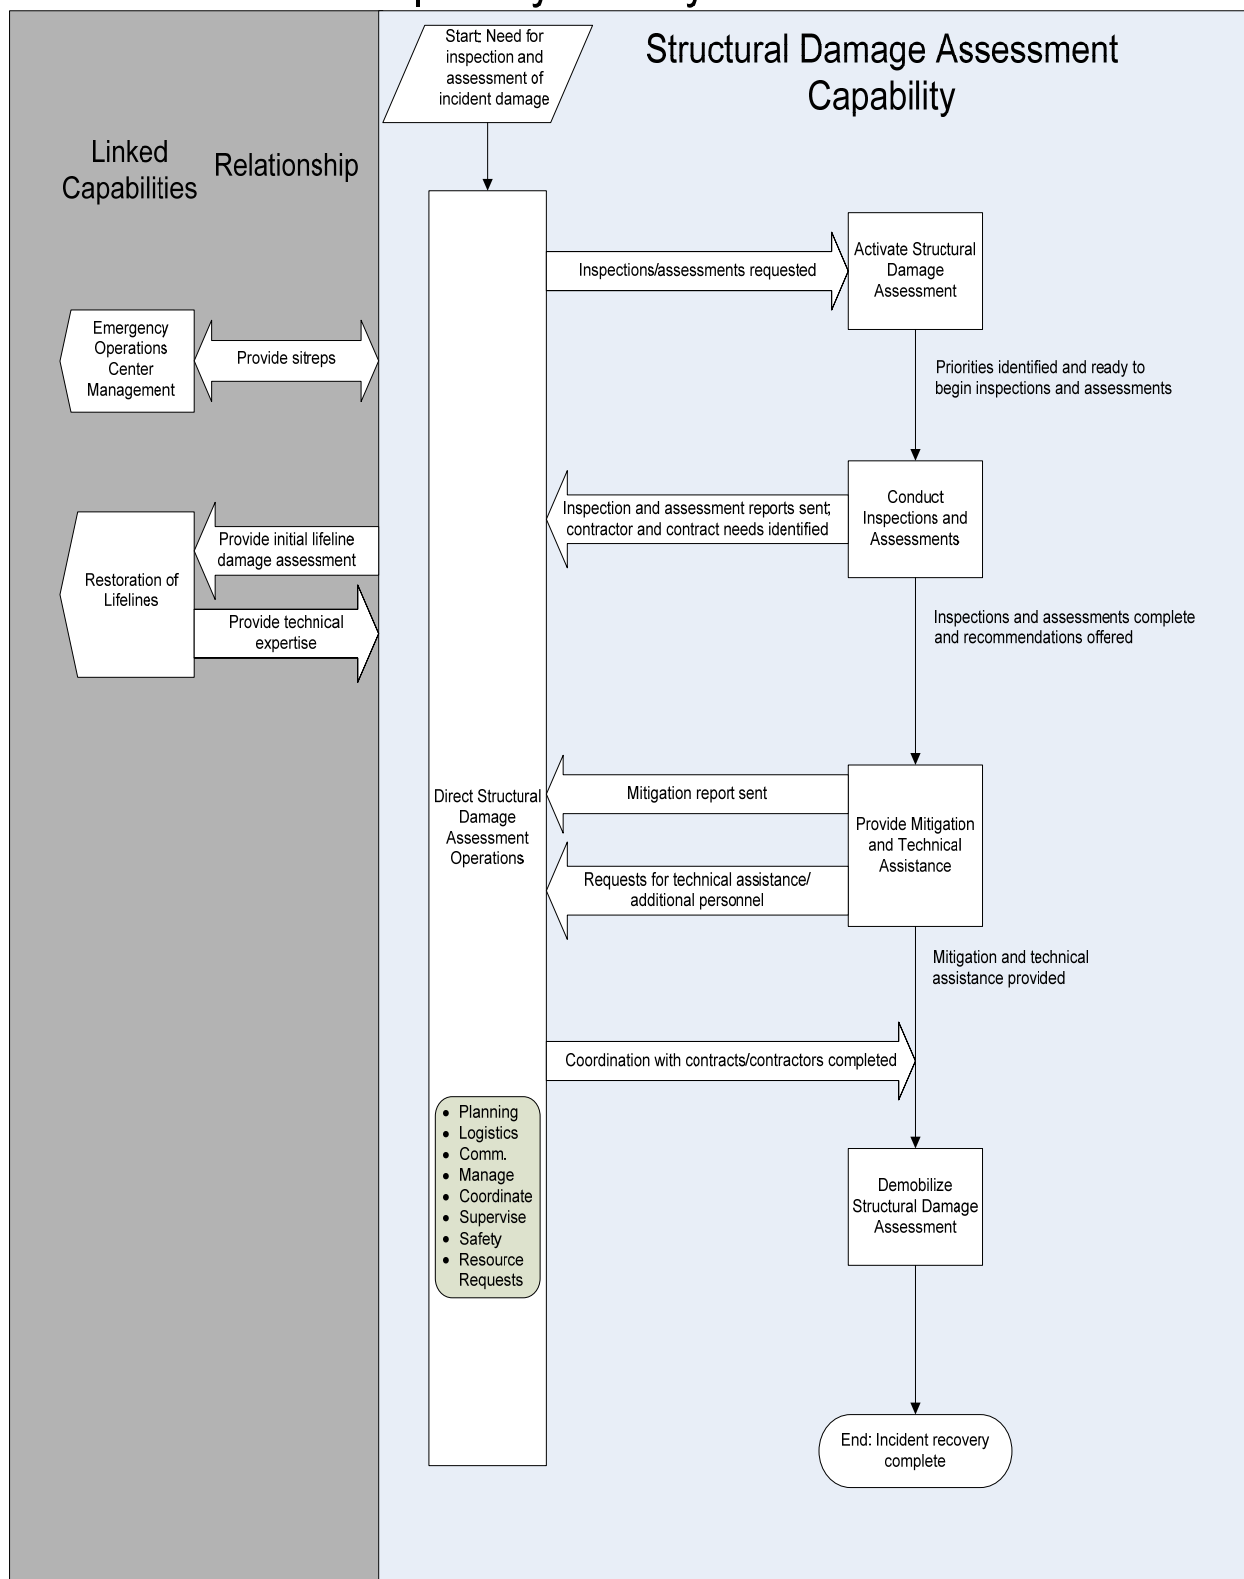 Start: Need for
inspection and
assessment of
incident damage
Structural Damage Assessment
Capability
Linked
Capabilities
Relationship
Inspections/assessments requested
Activate Structural
Damage
Assessment
Emergency
Operations
Center
Management
Provide sitreps
Priorities identified and ready to
begin inspections and assessments
Inspection and assessment reports sent;
contractor and contract needs identified
Conduct
Inspections and
Assessments
Provide initial lifeline
damage assessment
Restoration of
Lifelines
Provide technical
expertise
Inspections and assessments complete
and recommendations offered
Direct Structural
Damage
Assessment
Operations
Mitigation report sent
Provide Mitigation
and Technical
Assistance
Requests for technical assistance/
additional personnel
Mitigation and technical
assistance provided
Coordination with contracts/contractors completed
• Planning
• Logistics
• Comm.
• Manage
• Coordinate
• Supervise
• Safety
• Resource
Requests
Demobilize
Structural Damage
Assessment
End: Incident recovery
complete